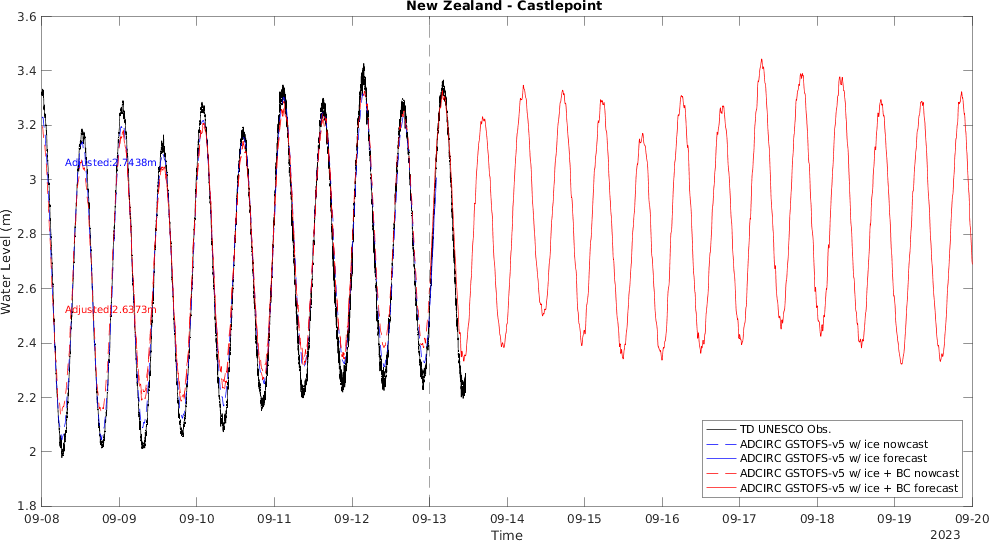 New Zealand - Castlepoint
3.6
3.4
3.2
3
2.8
2.6
2.4
2.2
2
1.8
Water Level (m)
Adjusted:2.7438m
Adjusted:2.6373m
TD UNESCO Obs.
ADCIRC GSTOFS-v5 w/ ice nowcast
ADCIRC GSTOFS-v5 w/ ice forecast
ADCIRC GSTOFS-v5 w/ ice + BC nowcast
ADCIRC GSTOFS-v5 w/ ice + BC forecast
09-08 09-09 09-10 09-11 09-12 09-13 09-14 09-15 09-16 09-17 09-18 09-19 09-20
Time
2023